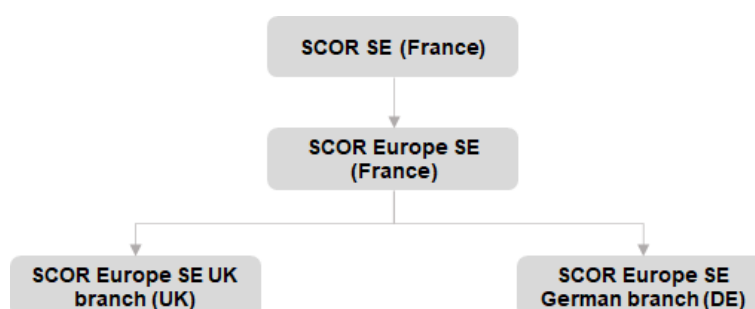 SCOR SE (France)
SCOR Europe SE
(France)
SCOR Europe SE UK
branch (UK)
SCOR Europe SE
German branch (DE)